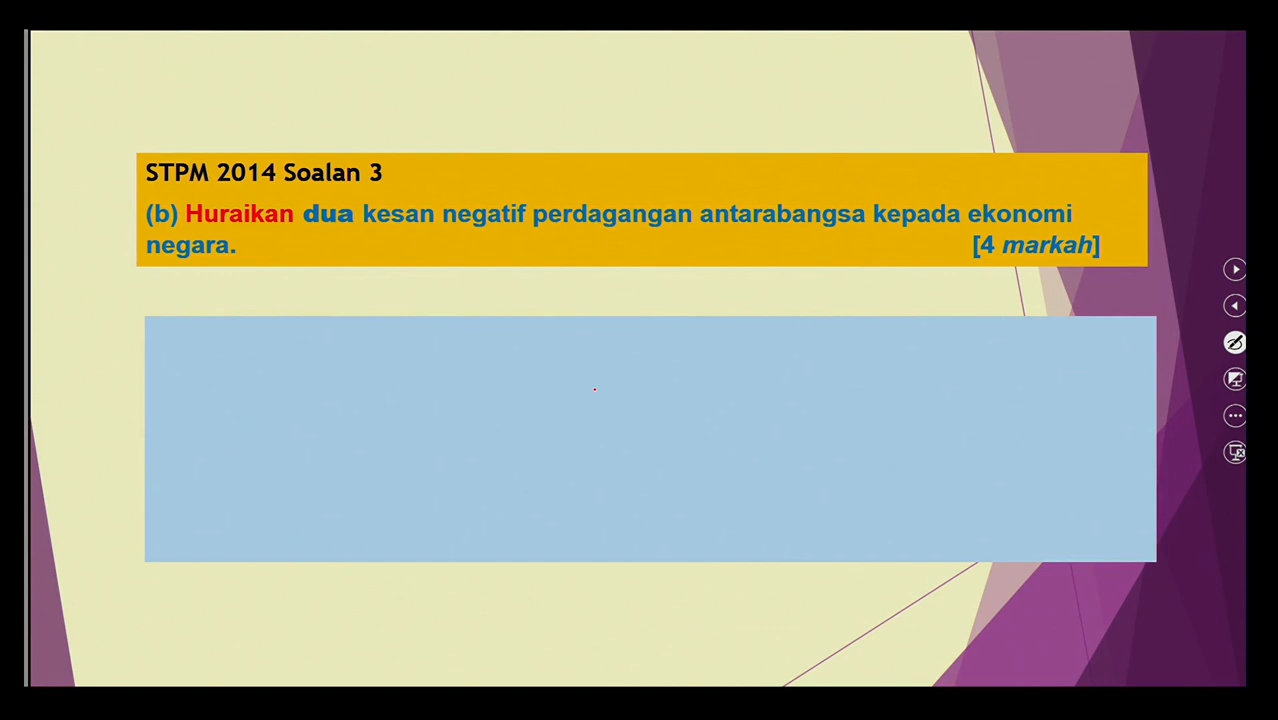 STPM 2014 Soalan 3
(b) Huraikan dua kesan negatif perdagangan antarabangsa kepada ekonomi
negara. [4 markah]